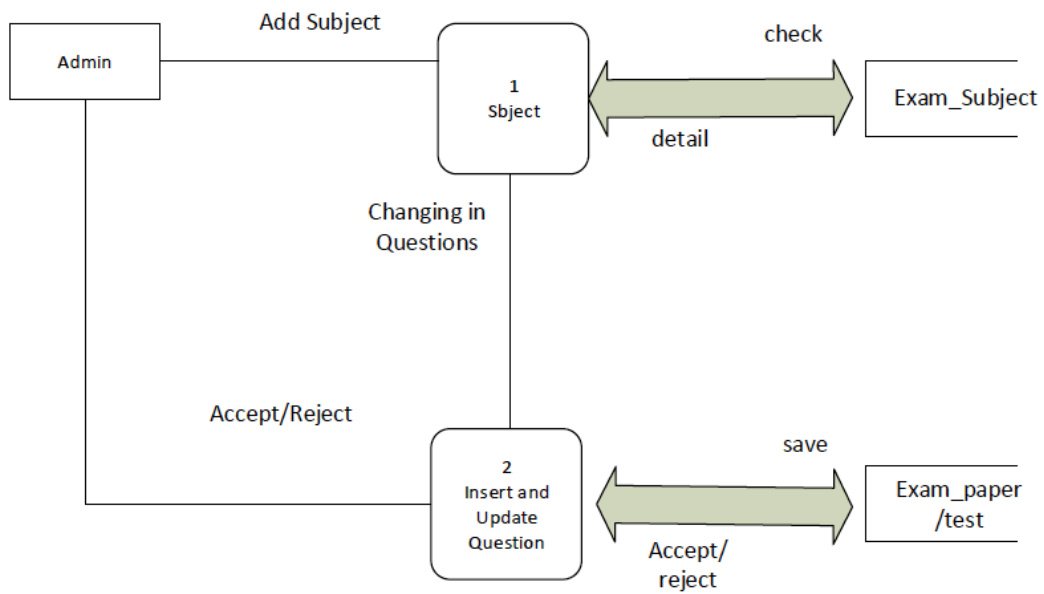 Add Subject
check
Admin
1
Sbject
Exam_Subject
detail
Changing in
Questions
Accept/Reject
save
2
Insert and
Update
Question
Exam_paper
/test
Accept/
reject